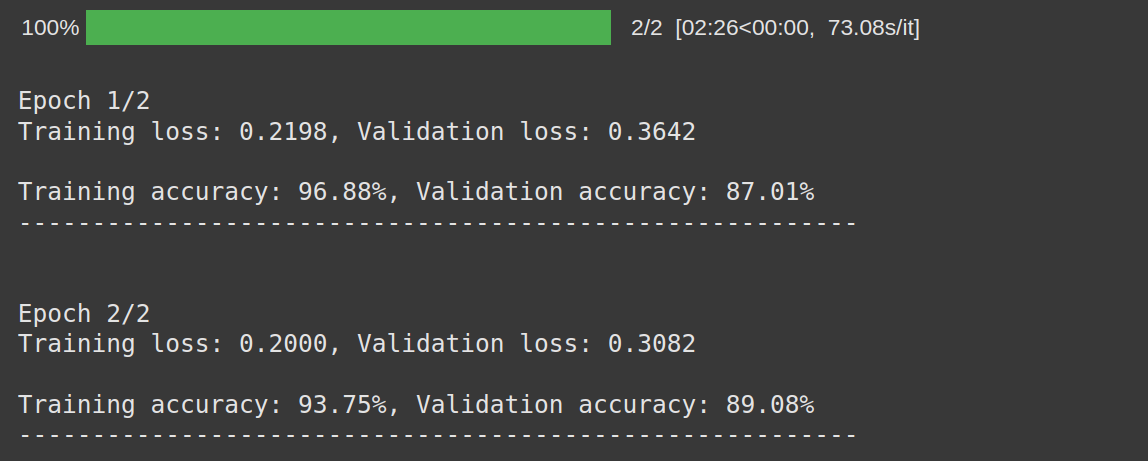 100% 2/2 [02:26<00:00, 73.08s/it]
Epoch 1/2
Training loss: 0.2198, Validation loss: 0.3642
Training accuracy: 96.88%, Validation accuracy: 87.01%
---------------------------------------------------------
Epoch 2/2
Training loss: 0.2000, Validation loss: 0.3082
Training accuracy: 93.75%, Validation accuracy: 89.08%
---------------------------------------------------------